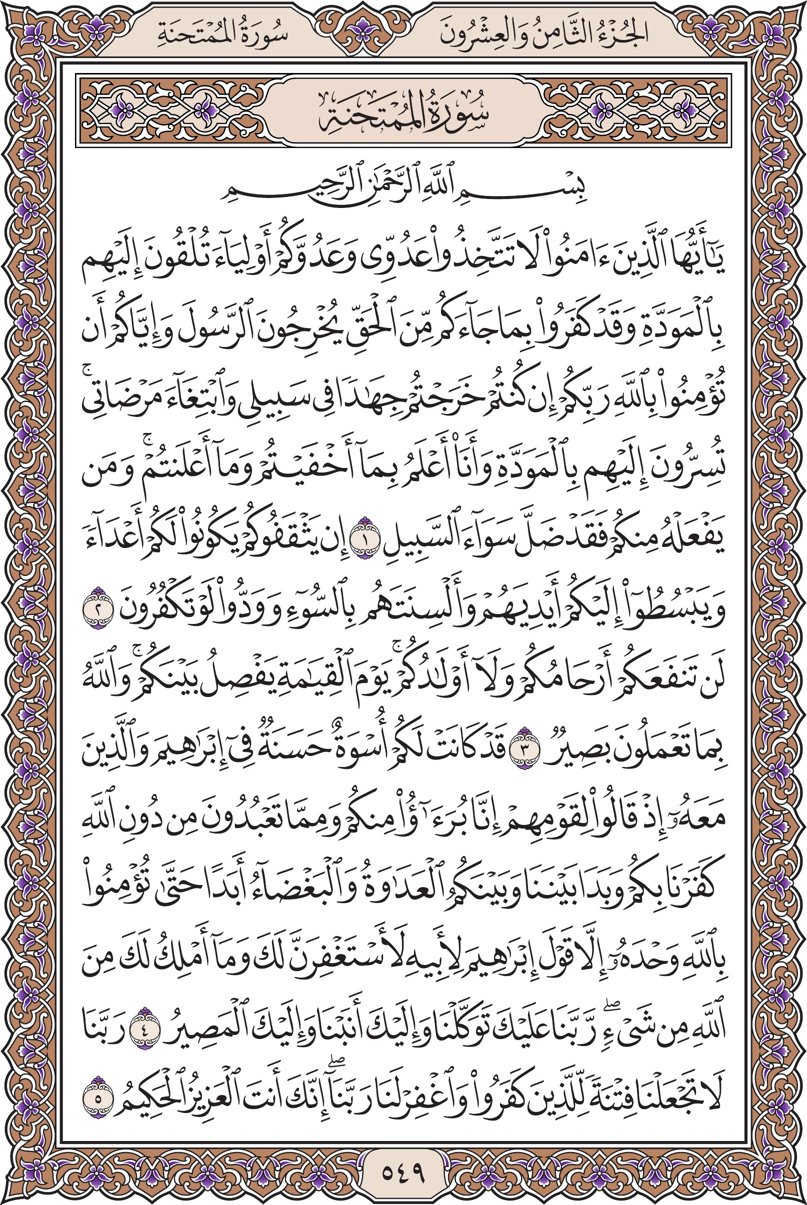 الجُزْءُ الثَّامِنُ وَالعِشْرُونَ سُورَةُ المُمْتَحنَةِ
سُورَةُ المُمْتَحنَةِ
بِسْمِ ٱللَّهِ ٱلرَّحْمَٰنِ ٱلرَّحِيمِ
يَٰٓأَيُّهَا ٱلَّذِينَ ءَامَنُوا۟ لَا تَتَّخِذُوا۟ عَدُوِّى وَعَدُوَّكُمْ أَوْلِيَآءَ تُلْقُونَ إِلَيْهِم
بِٱلْمَوَدَّةِ وَقَدْ كَفَرُوا۟ بِمَا جَآءَكُم مِّنَ ٱلْحَقِّ يُخْرِجُونَ ٱلرَّسُولَ وَإِيَّاكُمْ أَن
تُؤْمِنُوا۟ بِٱللَّهِ رَبِّكُمْ إِن كُنتُمْ خَرَجْتُمْ جِهَٰدًا فِى سَبِيلِى وَٱبْتِغَآءَ مَرْضَاتِى ۚ
تُسِرُّونَ إِلَيْهِم بِٱلْمَوَدَّةِ وَأَنَا۠ أَعْلَمُ بِمَآ أَخْفَيْتُمْ وَمَآ أَعْلَنتُمْ ۚ وَمَن
يَفْعَلْهُ مِنكُمْ فَقَدْ ضَلَّ سَوَآءَ ٱلسَّبِيلِ ١ إِن يَثْقَفُوكُمْ يَكُونُوا۟ لَكُمْ أَعْدَآءً
وَيَبْسُطُوٓا۟ إِلَيْكُمْ أَيْدِيَهُمْ وَأَلْسِنَتَهُم بِٱلسُّوٓءِ وَوَدُّوا۟ لَوْ تَكْفُرُونَ ٢
لَن تَنفَعَكُمْ أَرْحَامُكُمْ وَلَآ أَوْلَٰدُكُمْ ۚ يَوْمَ ٱلْقِيَٰمَةِ يَفْصِلُ بَيْنَكُمْ ۚ وَٱللَّهُ
بِمَا تَعْمَلُونَ بَصِيرٌ ٣ قَدْ كَانَتْ لَكُمْ أُسْوَةٌ حَسَنَةٌ فِىٓ إِبْرَٰهِيمَ وَٱلَّذِينَ
مَعَهُۥٓ إِذْ قَالُوا۟ لِقَوْمِهِمْ إِنَّا بُرَءَٰٓؤُا۟ مِنكُمْ وَمِمَّا تَعْبُدُونَ مِن دُونِ ٱللَّهِ
كَفَرْنَا بِكُمْ وَبَدَا بَيْنَنَا وَبَيْنَكُمُ ٱلْعَدَٰوَةُ وَٱلْبَغْضَآءُ أَبَدًا حَتَّىٰ تُؤْمِنُوا۟
بِٱللَّهِ وَحْدَهُۥٓ إِلَّا قَوْلَ إِبْرَٰهِيمَ لِأَبِيهِ لَأَسْتَغْفِرَنَّ لَكَ وَمَآ أَمْلِكُ لَكَ مِنَ
ٱللَّهِ مِن شَىْءٍ ۖ رَّبَّنَا عَلَيْكَ تَوَكَّلْنَا وَإِلَيْكَ أَنَبْنَا وَإِلَيْكَ ٱلْمَصِيرُ ٤ رَبَّنَا
لَا تَجْعَلْنَا فِتْنَةً لِّلَّذِينَ كَفَرُوا۟ وَٱغْفِرْ لَنَا رَبَّنَآ ۖ إِنَّكَ أَنتَ ٱلْعَزِيزُ ٱلْحَكِيمُ ٥
٥٤٩